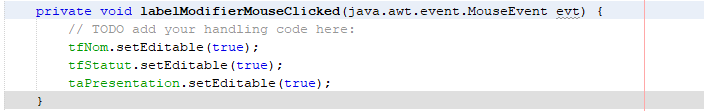 private void labelModifierMouseClicked(java.awt.event.MouseEvent evt) {
    // TODO add your handling code here:
    tfNom.setEditable(true);
    tfStatut.setEditable(true);
    taPresentation.setEditable(true);
}